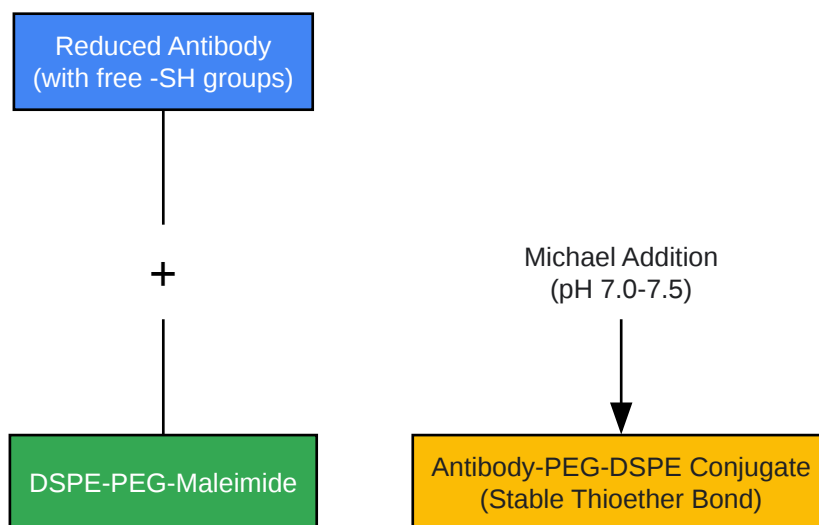 Reduced Antibody
(with free -SH groups)
+
Michael Addition
(pH 7.0-7.5)
DSPE-PEG-Maleimide
Antibody-PEG-DSPE Conjugate
(Stable Thioether Bond)